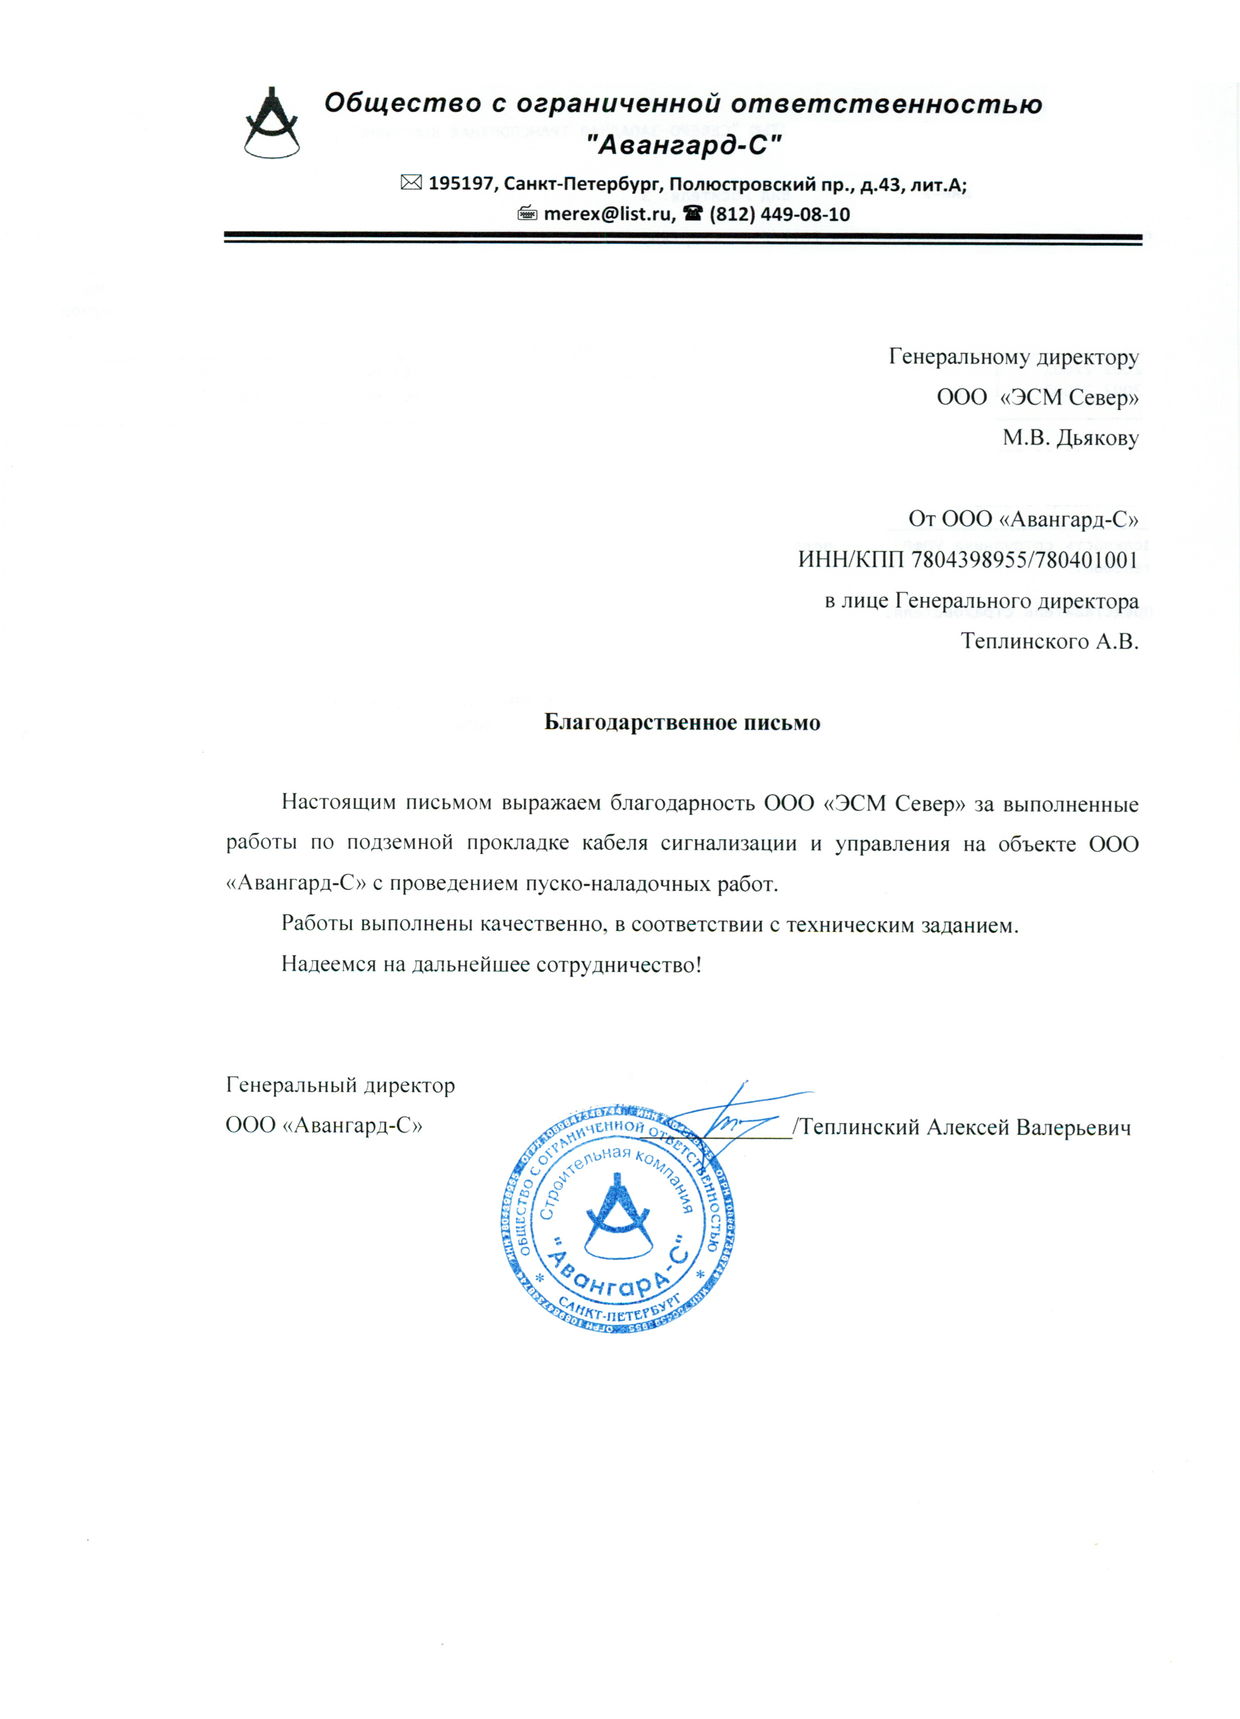 Общество с ограниченной ответственностью
"Авангард-С"
195197, Санкт-Петербург, Полюстровский пр., д.43, лит.А;
merex@list.ru, (812) 449-08-10
Генеральному директору
ООО «ЭСМ Север»
М.В. Дьякову
От ООО «Авангард-С»
ИНН/КПП 7804398955/780401001
в лице Генерального директора
Теплинского А.В.
Благодарственное письмо
Настоящим письмом выражаем благодарность ООО «ЭСМ Север» за выполненные
работы по подземной прокладке кабеля сигнализации и управления на объекте ООО
«Авангард-С» с проведением пуско-наладочных работ.
Работы выполнены качественно, в соответствии с техническим заданием.
Надеемся на дальнейшее сотрудничество!
Генеральный директор
ООО «Авангард-С» ____________/Теплинский Алексей Валерьевич
ОБЩЕСТВО С ОГРАНИЧЕННОЙ ОТВЕТСТВЕННОСТЬЮ
Строительная компания
"Авангард-С"
* САНКТ-ПЕТЕРБУРГ *